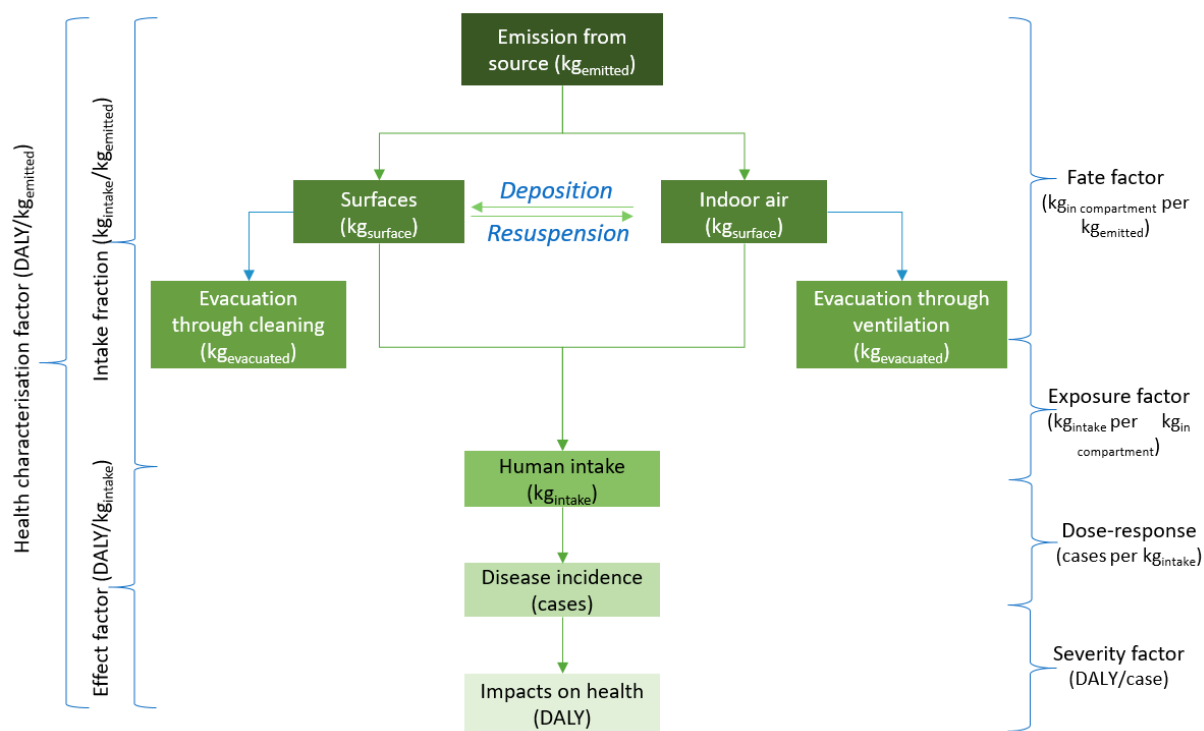 Emission from
source (kgemitted)
Surfaces
(kgsurface)
Deposition
Resuspension
Indoor air
(kgsurface)
Evacuation
through cleaning
(kgevacuated)
Evacuation through
ventilation
(kgevacuated)
Human intake
(kgintake)
Disease incidence
(cases)
Impacts on health
(DALY)
Health characterisation factor (DALY/kgemitted)
Intake fraction (kgintake/kgemitted)
Effect factor (DALY/kgintake)
Fate factor
(kgin compartment per
kgemitted)
Exposure factor
(kgintake per kgin
compartment)
Dose-response
(cases per kgintake)
Severity factor
(DALY/case)